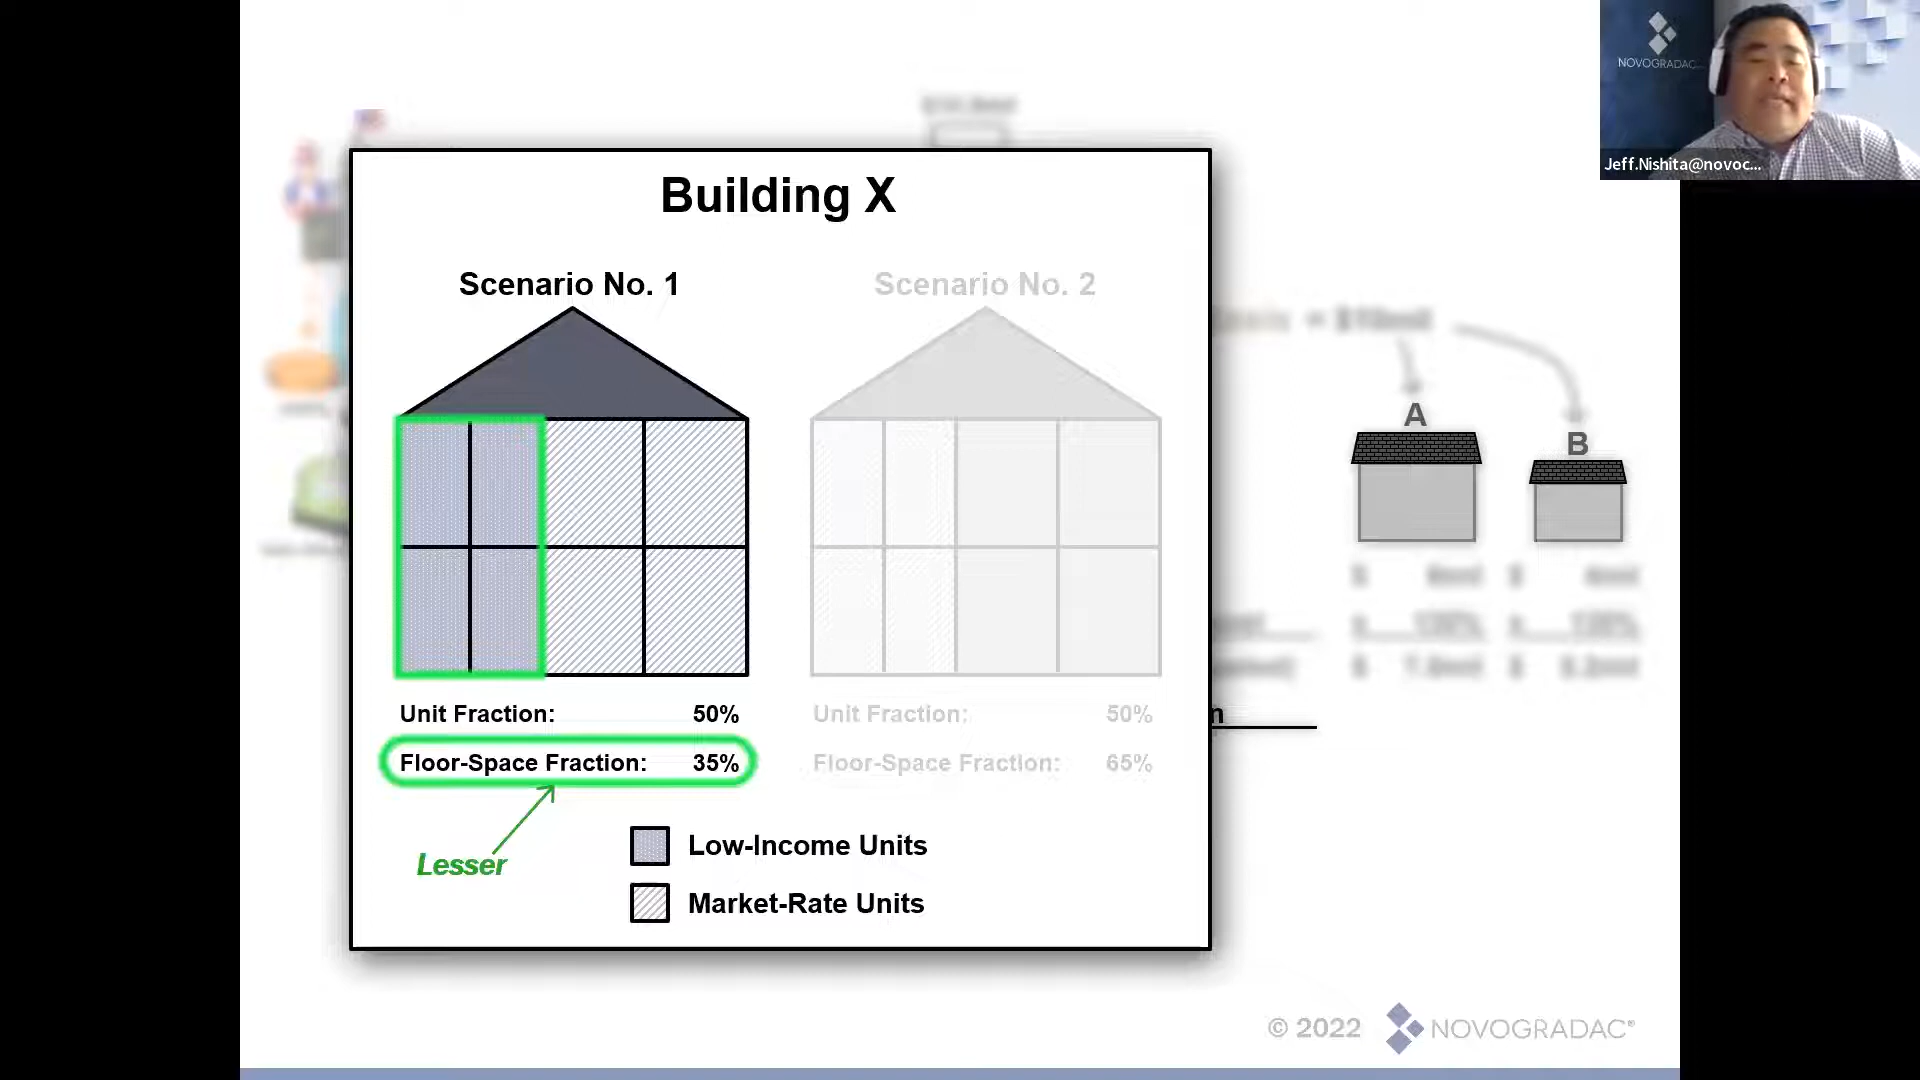 NOVOGRADAC
Jeff.Nishita@novoc...
Building X
Scenario No. 1
Scenario No. 2
= $10mil
A
B
Unit Fraction: 50%
Unit Fraction: 50%
n
Floor-Space Fraction: 35%
Floor-Space Fraction: 65%
Lesser
Low-Income Units
Market-Rate Units
© 2022 NOVOGRADAC®